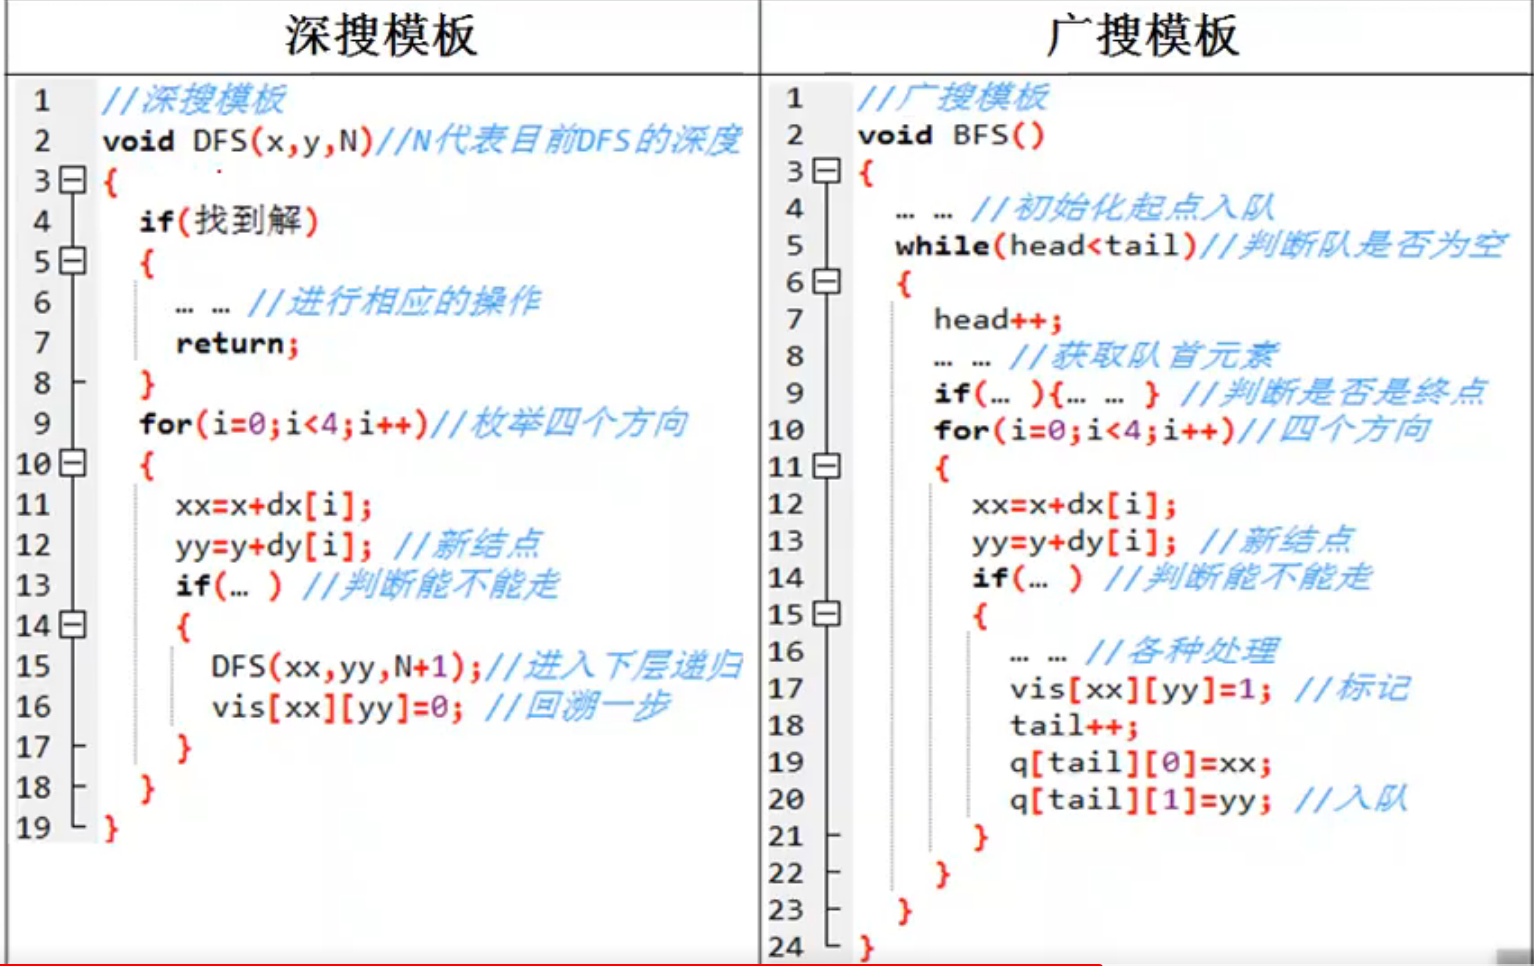 深搜模板
1 //深搜模板
2 void DFS(x,y,N)//N代表目前DFS的深度
3 {
4 if(找到解)
5 {
6 … … //进行相应的操作
7 return;
8 }
9 for(i=0;i<4;i++)//枚举四个方向
10 {
11 xx=x+dx[i];
12 yy=y+dy[i]; //新结点
13 if(… ) //判断能不能走
14 {
15 DFS(xx,yy,N+1);//进入下层递归
16 vis[xx][yy]=0; //回溯一步
17 }
18 }
19 }
广搜模板
1 //广搜模板
2 void BFS()
3 {
4 … … //初始化起点入队
5 while(head<tail)//判断队是否为空
6 {
7 head++;
8 … … //获取队首元素
9 if(… ){… … } //判断是否是终点
10 for(i=0;i<4;i++)//四个方向
11 {
12 xx=x+dx[i];
13 yy=y+dy[i]; //新结点
14 if(… ) //判断能不能走
15 {
16 … … //各种处理
17 vis[xx][yy]=1; //标记
18 tail++;
19 q[tail][0]=xx;
20 q[tail][1]=yy; //入队
21 }
22 }
23 }
24 }